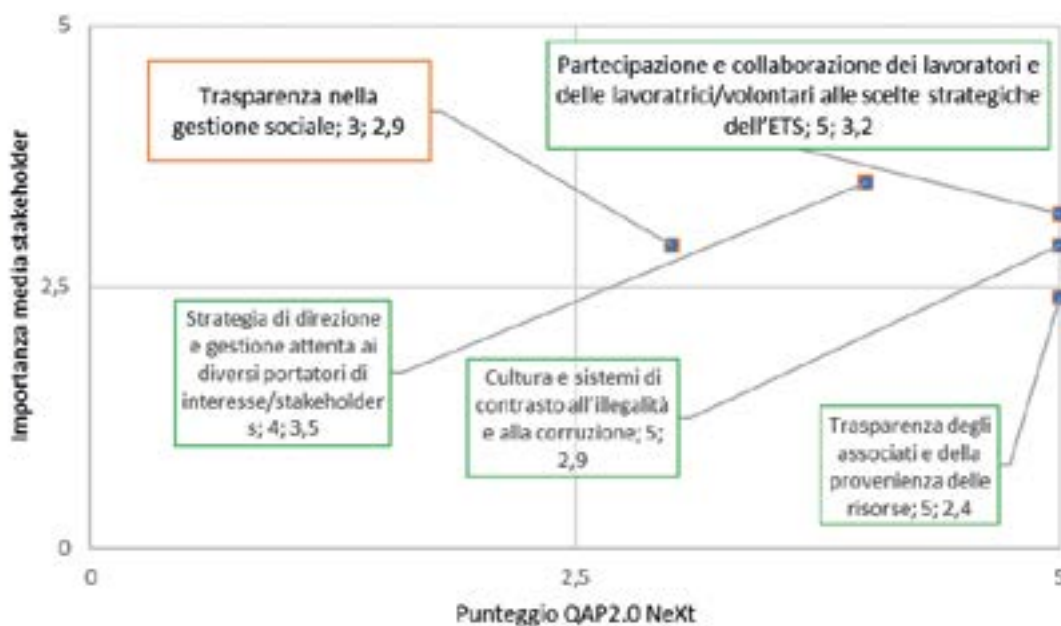 5
Trasparenza nella
gestione sociale; 3; 2,9
Partecipazione e collaborazione dei lavoratori e
delle lavoratrici/volontari alle scelte strategiche
dell'ETS; 5; 3,2
Importanza media stakeholder
2,5
Strategia di direzione
e gestione attenta ai
diversi portatori di
interesse/stakeholder
s; 4; 3,5
Cultura e sistemi di
contrasto all'illegalità
e alla corruzione; 5;
2,9
Trasparenza degli
associati e della
provenienza delle
risorse; 5; 2,4
0
0
2,5
5
Punteggio QAP2.0 NeXt